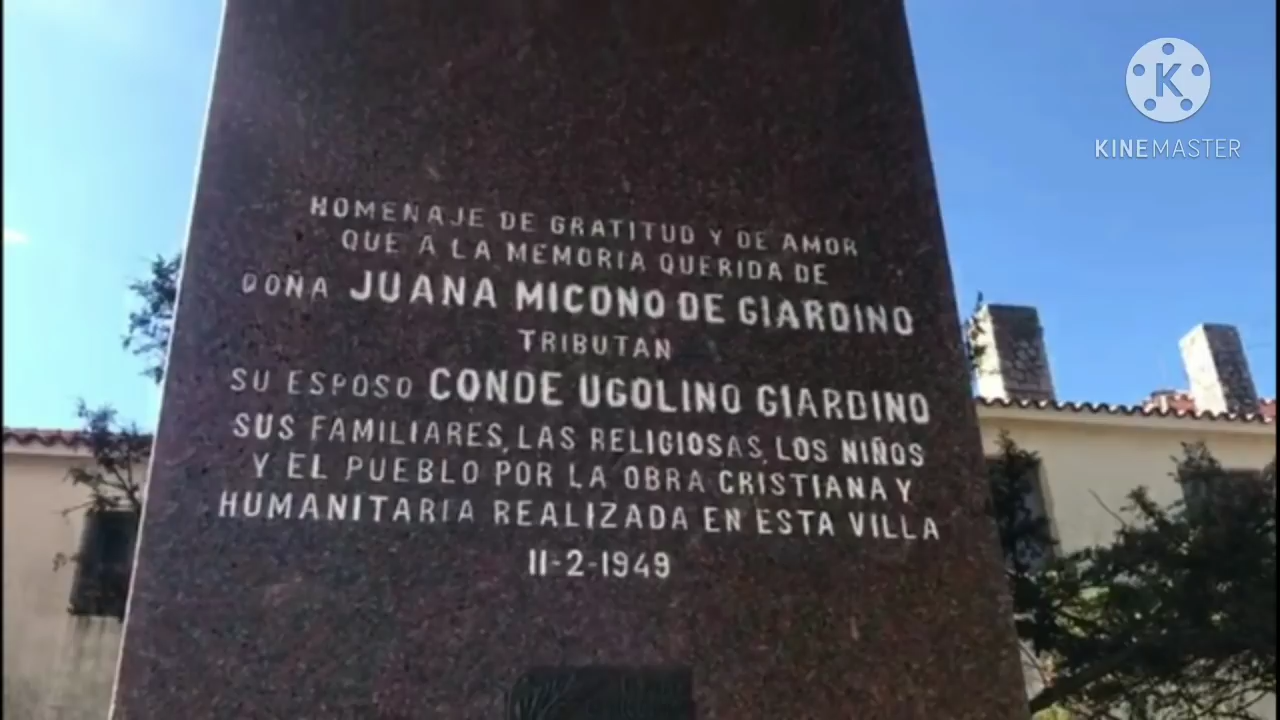 K
KINEMASTER
HOMENAJE DE GRATITUD Y DE AMOR
QUE A LA MEMORIA QUERIDA DE
DOÑA JUANA MICONO DE GIARDINO
TRIBUTAN
SU ESPOSO CONDE UGOLINO GIARDINO
SUS FAMILIARES, LAS RELIGIOSAS, LOS NIÑOS
Y EL PUEBLO POR LA OBRA CRISTIANA Y
HUMANITARIA REALIZADA EN ESTA VILLA
11-2-1949